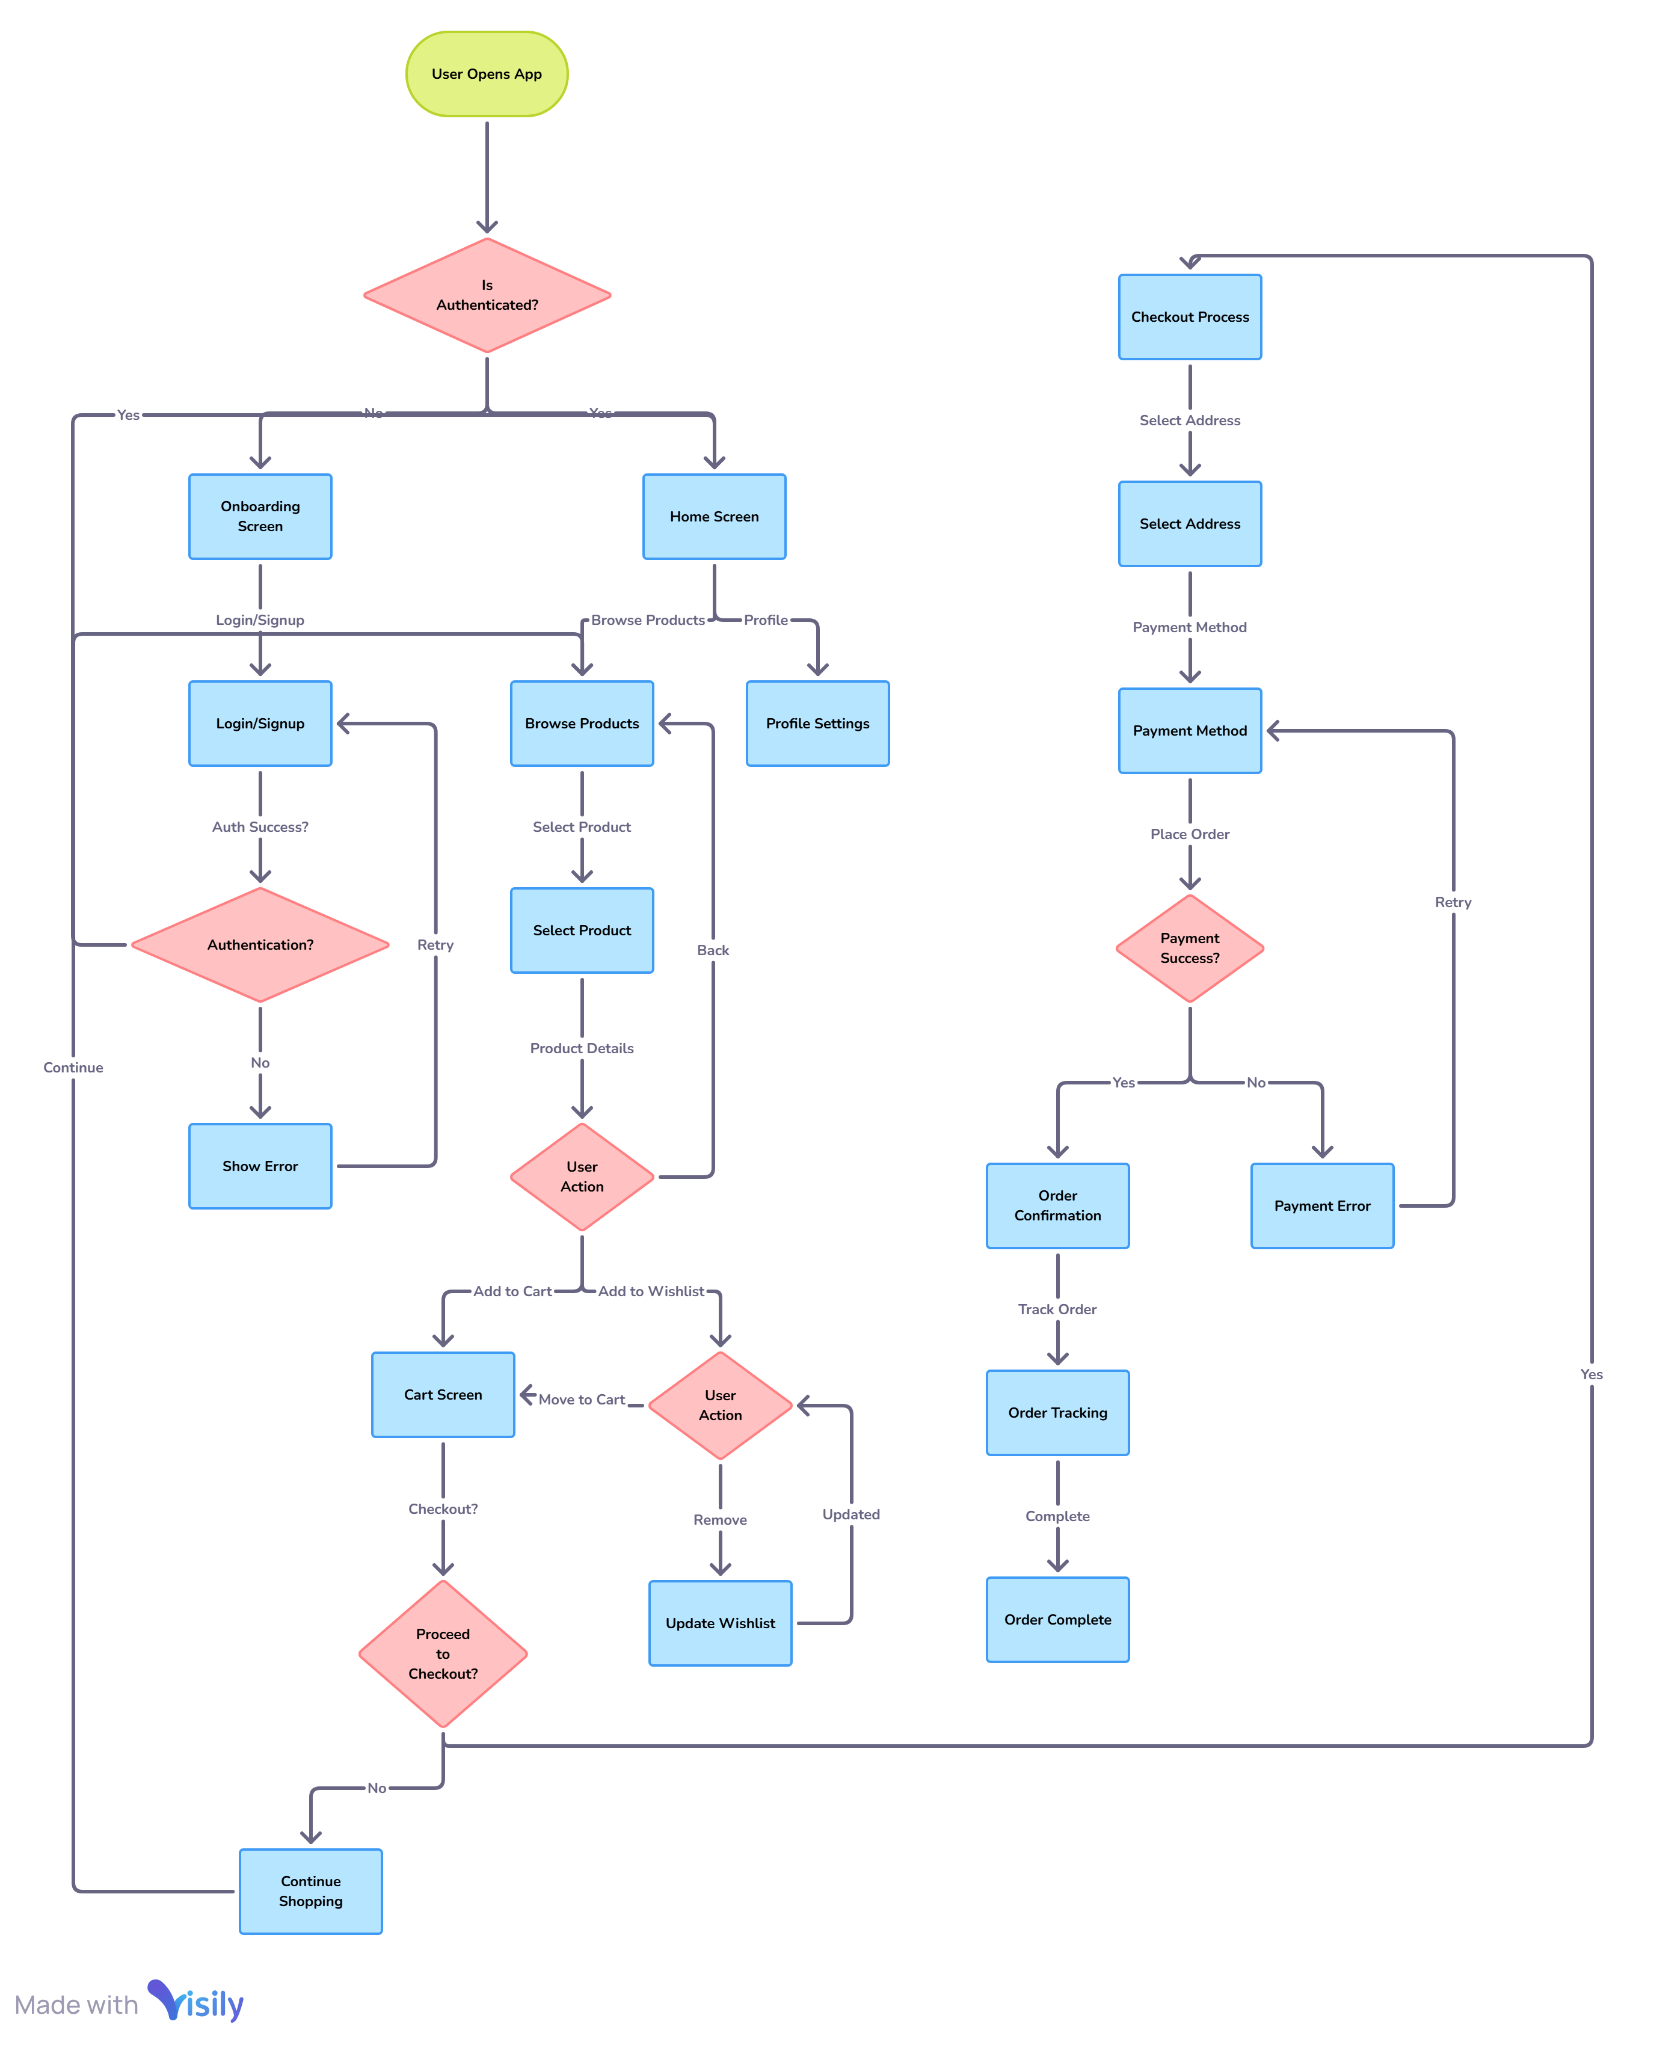 User Opens App
Is
Authenticated?
Checkout Process
Yes
No
Yes
Select Address
Onboarding
Screen
Home Screen
Select Address
Login/Signup
Browse Products
Profile
Payment Method
Login/Signup
Browse Products
Profile Settings
Payment Method
Auth Success?
Select Product
Place Order
Retry
Authentication?
Retry
Select Product
Back
Payment
Success?
Continue
No
Product Details
Yes
No
Show Error
User
Action
Order
Confirmation
Payment Error
Add to Cart
Add to Wishlist
Track Order
Yes
Cart Screen
Move to Cart
User
Action
Order Tracking
Checkout?
Remove
Updated
Complete
Proceed
to
Checkout?
Update Wishlist
Order Complete
No
Continue
Shopping
Made with Visily